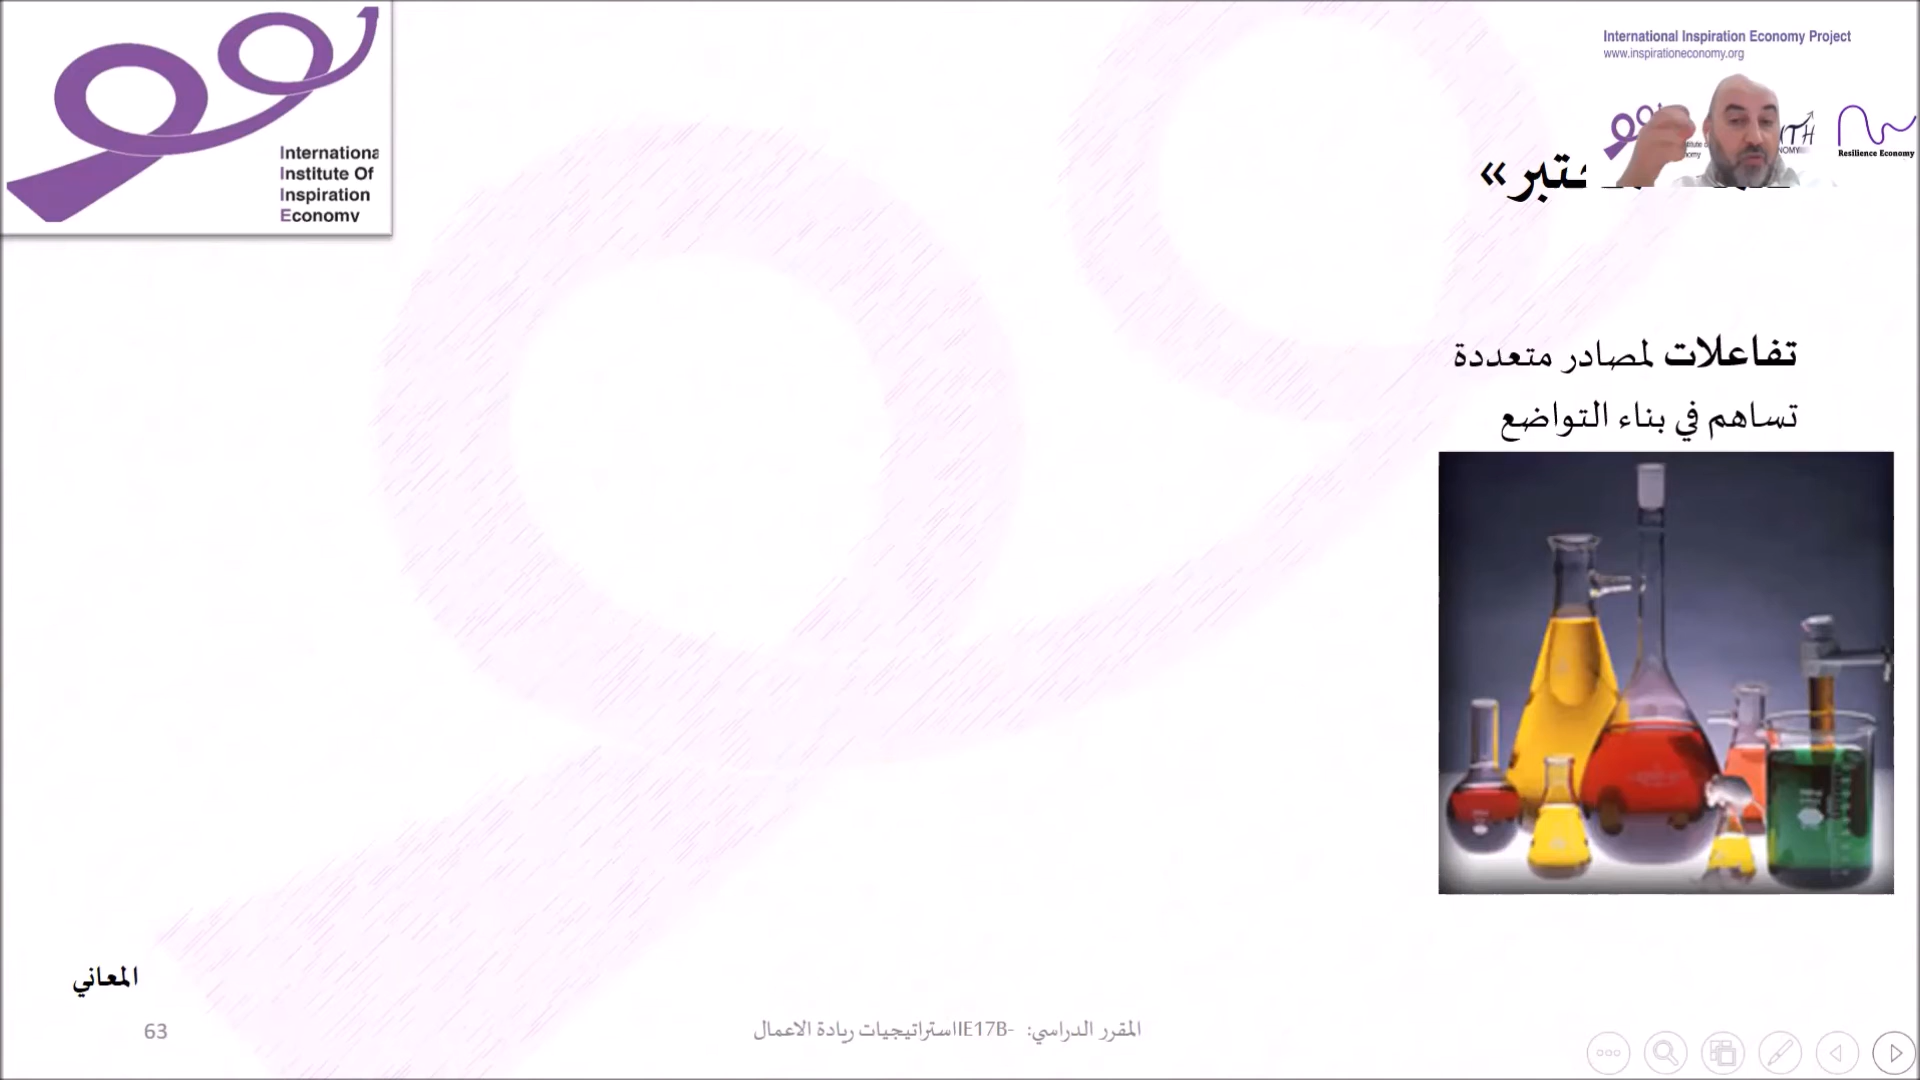 International
Institute Of
Inspiration
Economy
International Inspiration Economy Project
www.inspirationeconomy.org
Resilience Economy
تفاعلات لمصادر متعددة
تساهم في بناء التواضع
المعاني
المقرر الدراسي: -IE17Bاستراتيجيات ريادة الاعمال
63